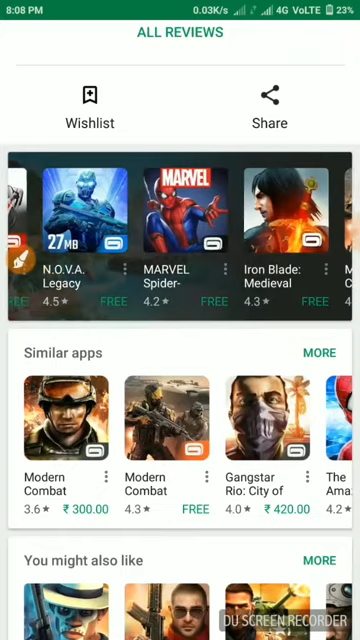 8:08 PM 0.03K/s 4G VoLTE 23%
ALL REVIEWS
Wishlist Share
MARVEL
27MB
N.O.V.A. Legacy
MARVEL Spider-
Iron Blade: Medieval
M
C
FREE 4.5★ FREE 4.2★ FREE 4.3★ FREE
Similar apps MORE
Modern Combat
Modern Combat
Gangstar Rio: City of
The Ama
3.6★ ₹ 300.00 4.3★ FREE 4.0★ ₹ 420.00 4.2★
You might also like MORE
DU SCREEN RECORDER